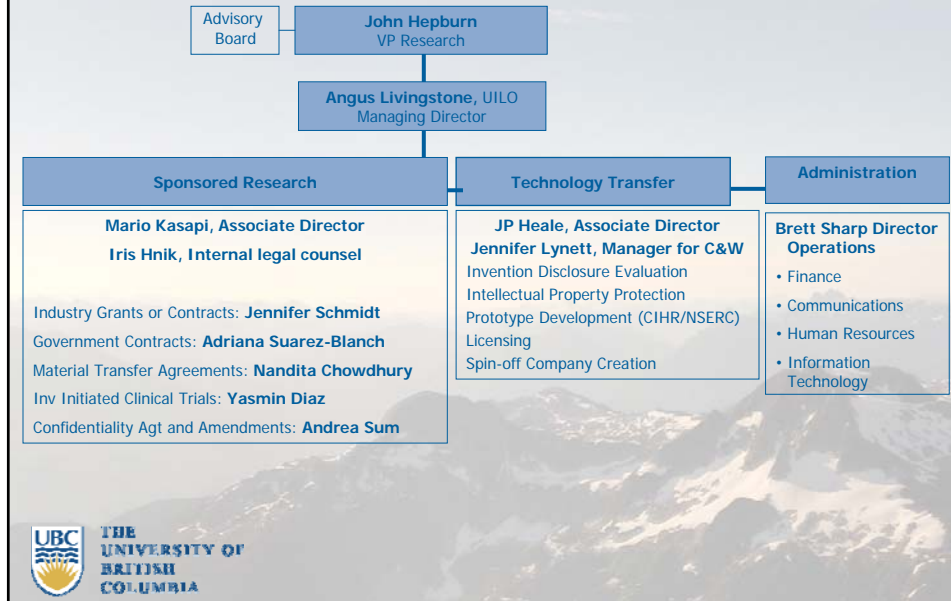 Advisory
Board
John Hepburn
VP Research
Angus Livingstone, UILO
Managing Director
Sponsored Research
Mario Kasapi, Associate Director
Iris Hnik, Internal legal counsel
Industry Grants or Contracts: Jennifer Schmidt
Government Contracts: Adriana Suarez-Blanch
Material Transfer Agreements: Nandita Chowdhury
Inv Initiated Clinical Trials: Yasmin Diaz
Confidentiality Agt and Amendments: Andrea Sum
Technology Transfer
JP Heale, Associate Director
Jennifer Lynett, Manager for C&W
Invention Disclosure Evaluation
Intellectual Property Protection
Prototype Development (CIHR/NSERC)
Licensing
Spin-off Company Creation
Administration
Brett Sharp Director
Operations
• Finance
• Communications
• Human Resources
• Information
Technology
UBC
THE
UNIVERSITY OF
BRITISH
COLUMBIA